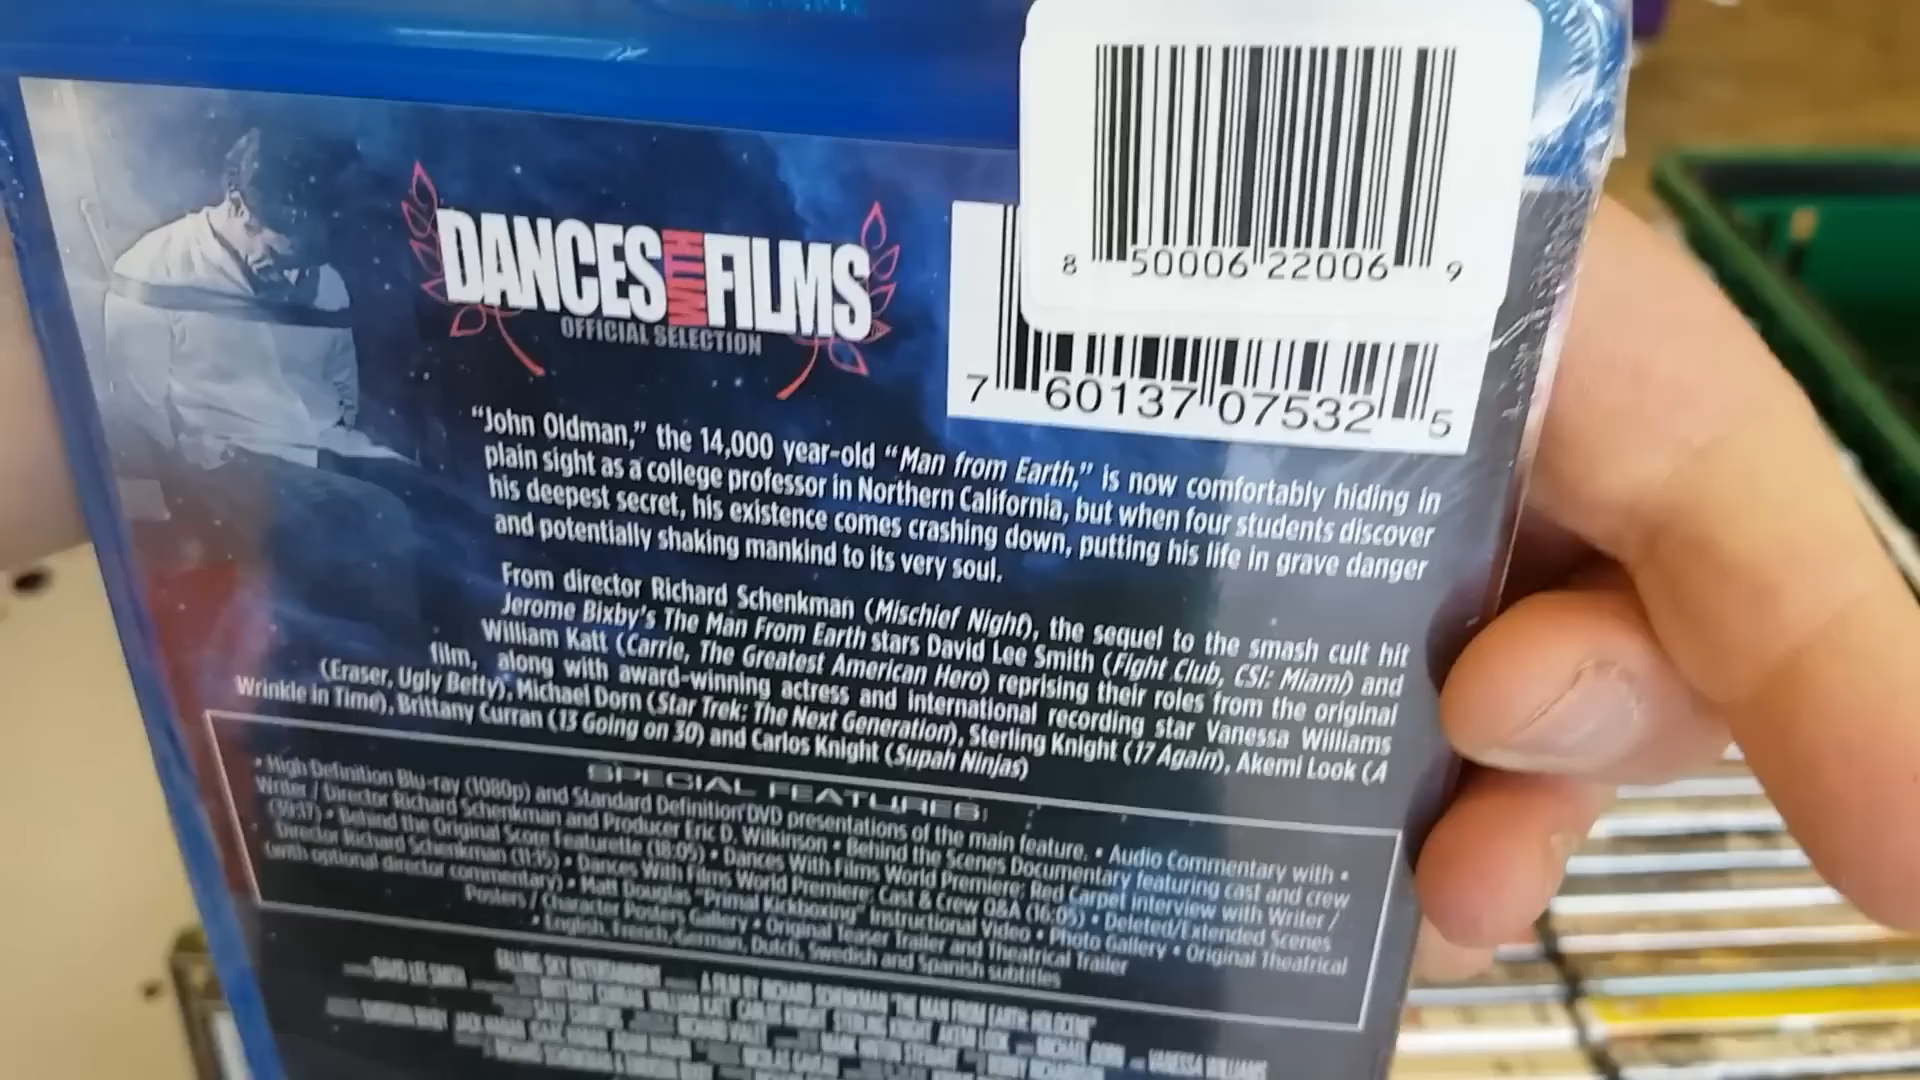 8 50006 22006 9
DANCES WITH FILMS
OFFICIAL SELECTION
7 60137 07532 5
“John Oldman,” the 14,000 year-old “Man from Earth,” is now comfortably hiding in
plain sight as a college professor in Northern California, but when four students discover
his deepest secret, his existence comes crashing down, putting his life in grave danger
and potentially shaking mankind to its very soul.
From director Richard Schenkman (Mischief Night), the sequel to the smash cult hit
Jerome Bixby's The Man From Earth stars David Lee Smith (Fight Club, CSI: Miami) and
William Katt (Carrie, The Greatest American Hero) reprising their roles from the original
film, along with award-winning actress and international recording star Vanessa Williams
(Eraser, Ugly Betty), Michael Dorn (Star Trek: The Next Generation), Sterling Knight (17 Again), Akemi Look (A
Wrinkle in Time), Brittany Curran (13 Going on 30) and Carlos Knight (Supah Ninjas)
SPECIAL FEATURES:
• High Definition Blu-ray (1080p) and Standard Definition DVD presentations of the main feature. • Audio Commentary with •
Writer / Director Richard Schenkman and Producer Eric D. Wilkinson • Behind the Scenes Documentary featuring cast and crew
• Behind the Original Score Featurette (18:05) • Dances With Films World Premiere: Red Carpet Interview with Writer /
Director Richard Schenkman (11:35) • Dances With Films World Premiere: Cast & Crew Q&A (16:05) • Deleted/Extended Scenes
(with optional director commentary) • Matt Douglas "Primal Kickboxing" Instructional Video • Photo Gallery • Original Theatrical
Posters / Character Posters Gallery • Original Teaser Trailer and Theatrical Trailer
• English, French, German, Dutch, Swedish and Spanish subtitles